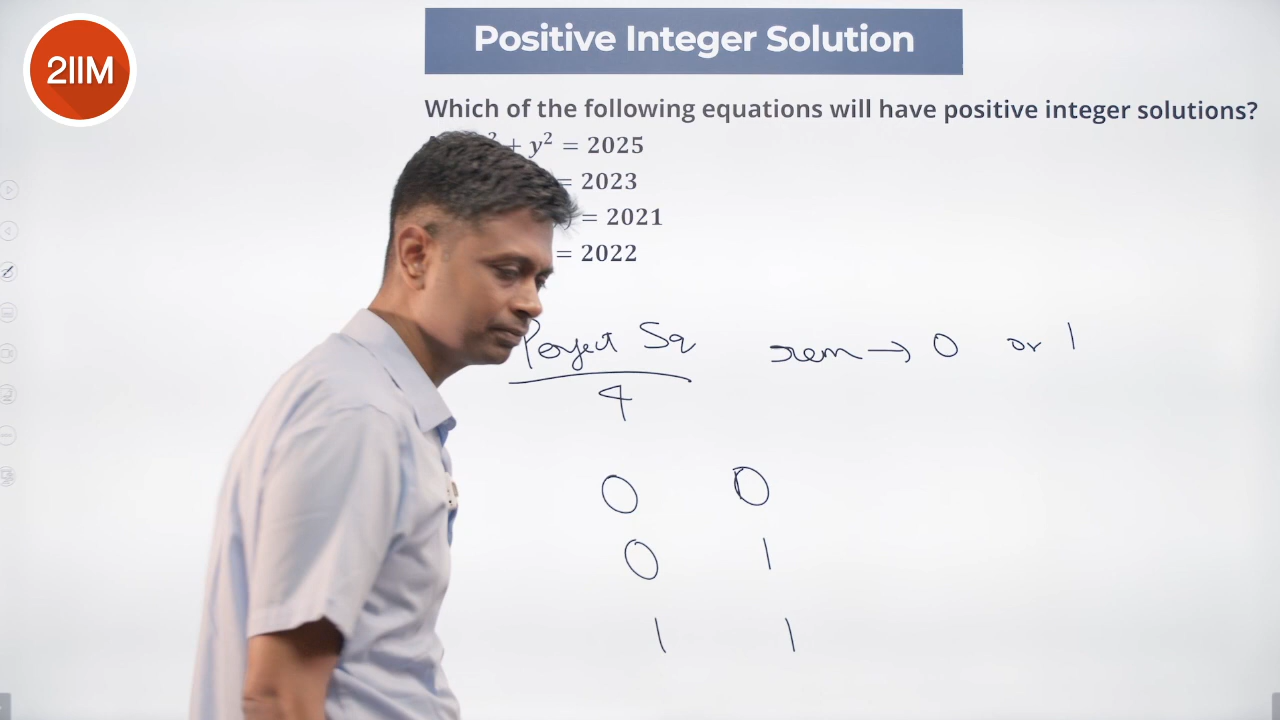 2IIM
Positive Integer Solution
Which of the following equations will have positive integer solutions?
² + y² = 2025
= 2023
= 2021
= 2022
Perfect Sq rem → 0 or 1
4
0 0
0 1
1 1